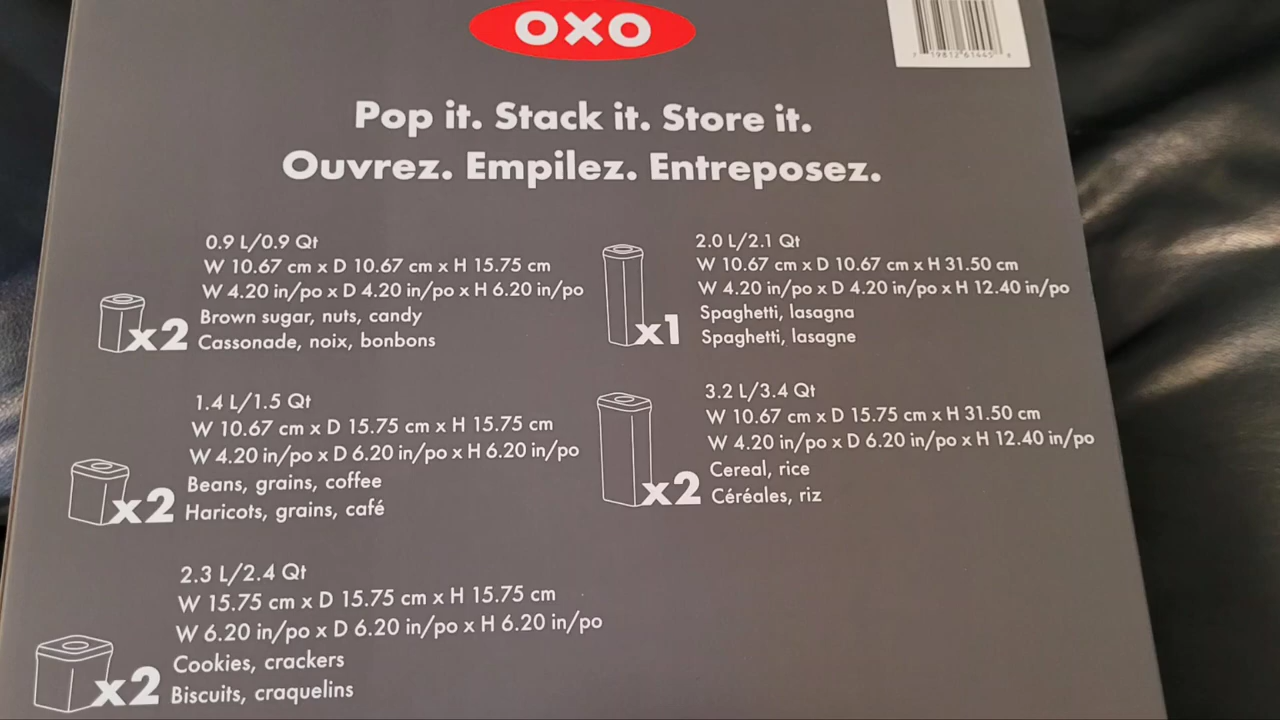 OXO
7 19812 61445 8
Pop it. Stack it. Store it.
Ouvrez. Empilez. Entreposez.
0.9 L/0.9 Qt
W 10.67 cm x D 10.67 cm x H 15.75 cm
W 4.20 in/po x D 4.20 in/po x H 6.20 in/po
Brown sugar, nuts, candy
Cassonade, noix, bonbons
x2
2.0 L/2.1 Qt
W 10.67 cm x D 10.67 cm x H 31.50 cm
W 4.20 in/po x D 4.20 in/po x H 12.40 in/po
Spaghetti, lasagna
Spaghetti, lasagne
x1
1.4 L/1.5 Qt
W 10.67 cm x D 15.75 cm x H 15.75 cm
W 4.20 in/po x D 6.20 in/po x H 6.20 in/po
Beans, grains, coffee
Haricots, grains, café
x2
3.2 L/3.4 Qt
W 10.67 cm x D 15.75 cm x H 31.50 cm
W 4.20 in/po x D 6.20 in/po x H 12.40 in/po
Cereal, rice
Céréales, riz
x2
2.3 L/2.4 Qt
W 15.75 cm x D 15.75 cm x H 15.75 cm
W 6.20 in/po x D 6.20 in/po x H 6.20 in/po
Cookies, crackers
Biscuits, craquelins
x2